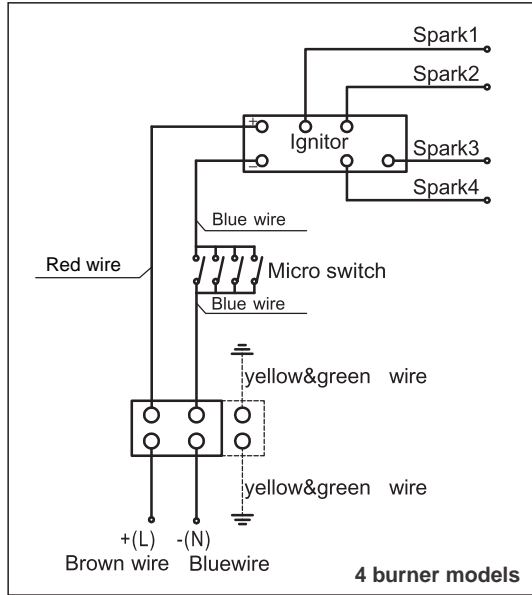 Spark1
Spark2
+
Ignitor
Spark3
–
Spark4
Blue wire
Red wire
Micro switch
Blue wire
yellow&green wire
yellow&green wire
+(L) -(N)
Brown wire Bluewire
4 burner models